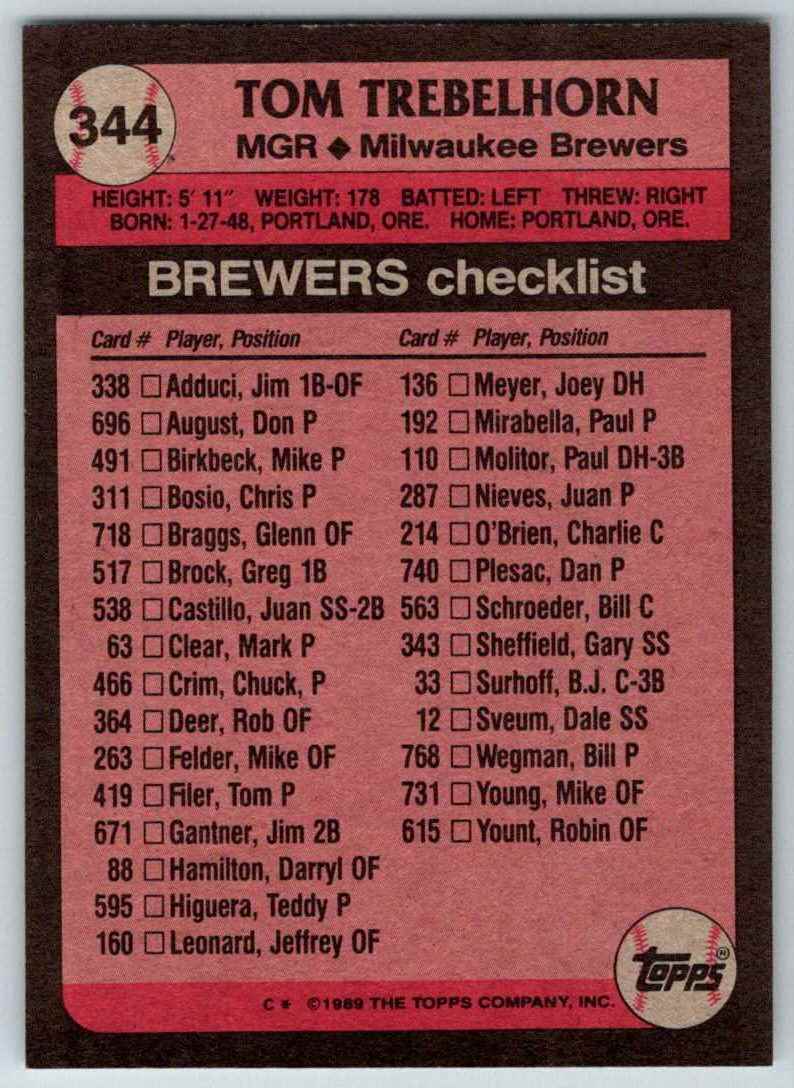 344
TOM TREBELHORN
MGR ◆ Milwaukee Brewers
HEIGHT: 5' 11" WEIGHT: 178 BATTED: LEFT THREW: RIGHT
BORN: 1-27-48, PORTLAND, ORE. HOME: PORTLAND, ORE.
BREWERS checklist
Card # Player, Position
338 □ Adduci, Jim 1B-OF
696 □ August, Don P
491 □ Birkbeck, Mike P
311 □ Bosio, Chris P
718 □ Braggs, Glenn OF
517 □ Brock, Greg 1B
538 □ Castillo, Juan SS-2B
63 □ Clear, Mark P
466 □ Crim, Chuck, P
364 □ Deer, Rob OF
263 □ Felder, Mike OF
419 □ Filer, Tom P
671 □ Gantner, Jim 2B
88 □ Hamilton, Darryl OF
595 □ Higuera, Teddy P
160 □ Leonard, Jeffrey OF
Card # Player, Position
136 □ Meyer, Joey DH
192 □ Mirabella, Paul P
110 □ Molitor, Paul DH-3B
287 □ Nieves, Juan P
214 □ O'Brien, Charlie C
740 □ Plesac, Dan P
563 □ Schroeder, Bill C
343 □ Sheffield, Gary SS
33 □ Surhoff, B.J. C-3B
12 □ Sveum, Dale SS
768 □ Wegman, Bill P
731 □ Young, Mike OF
615 □ Yount, Robin OF
topps®
C * ©1989 THE TOPPS COMPANY, INC.